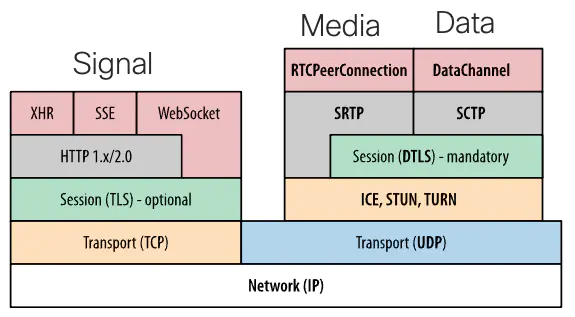 Signal
Media
Data
RTCPeerConnection
DataChannel
XHR
SSE
WebSocket
SRTP
SCTP
HTTP 1.x/2.0
Session (DTLS) - mandatory
Session (TLS) - optional
ICE, STUN, TURN
Transport (TCP)
Transport (UDP)
Network (IP)